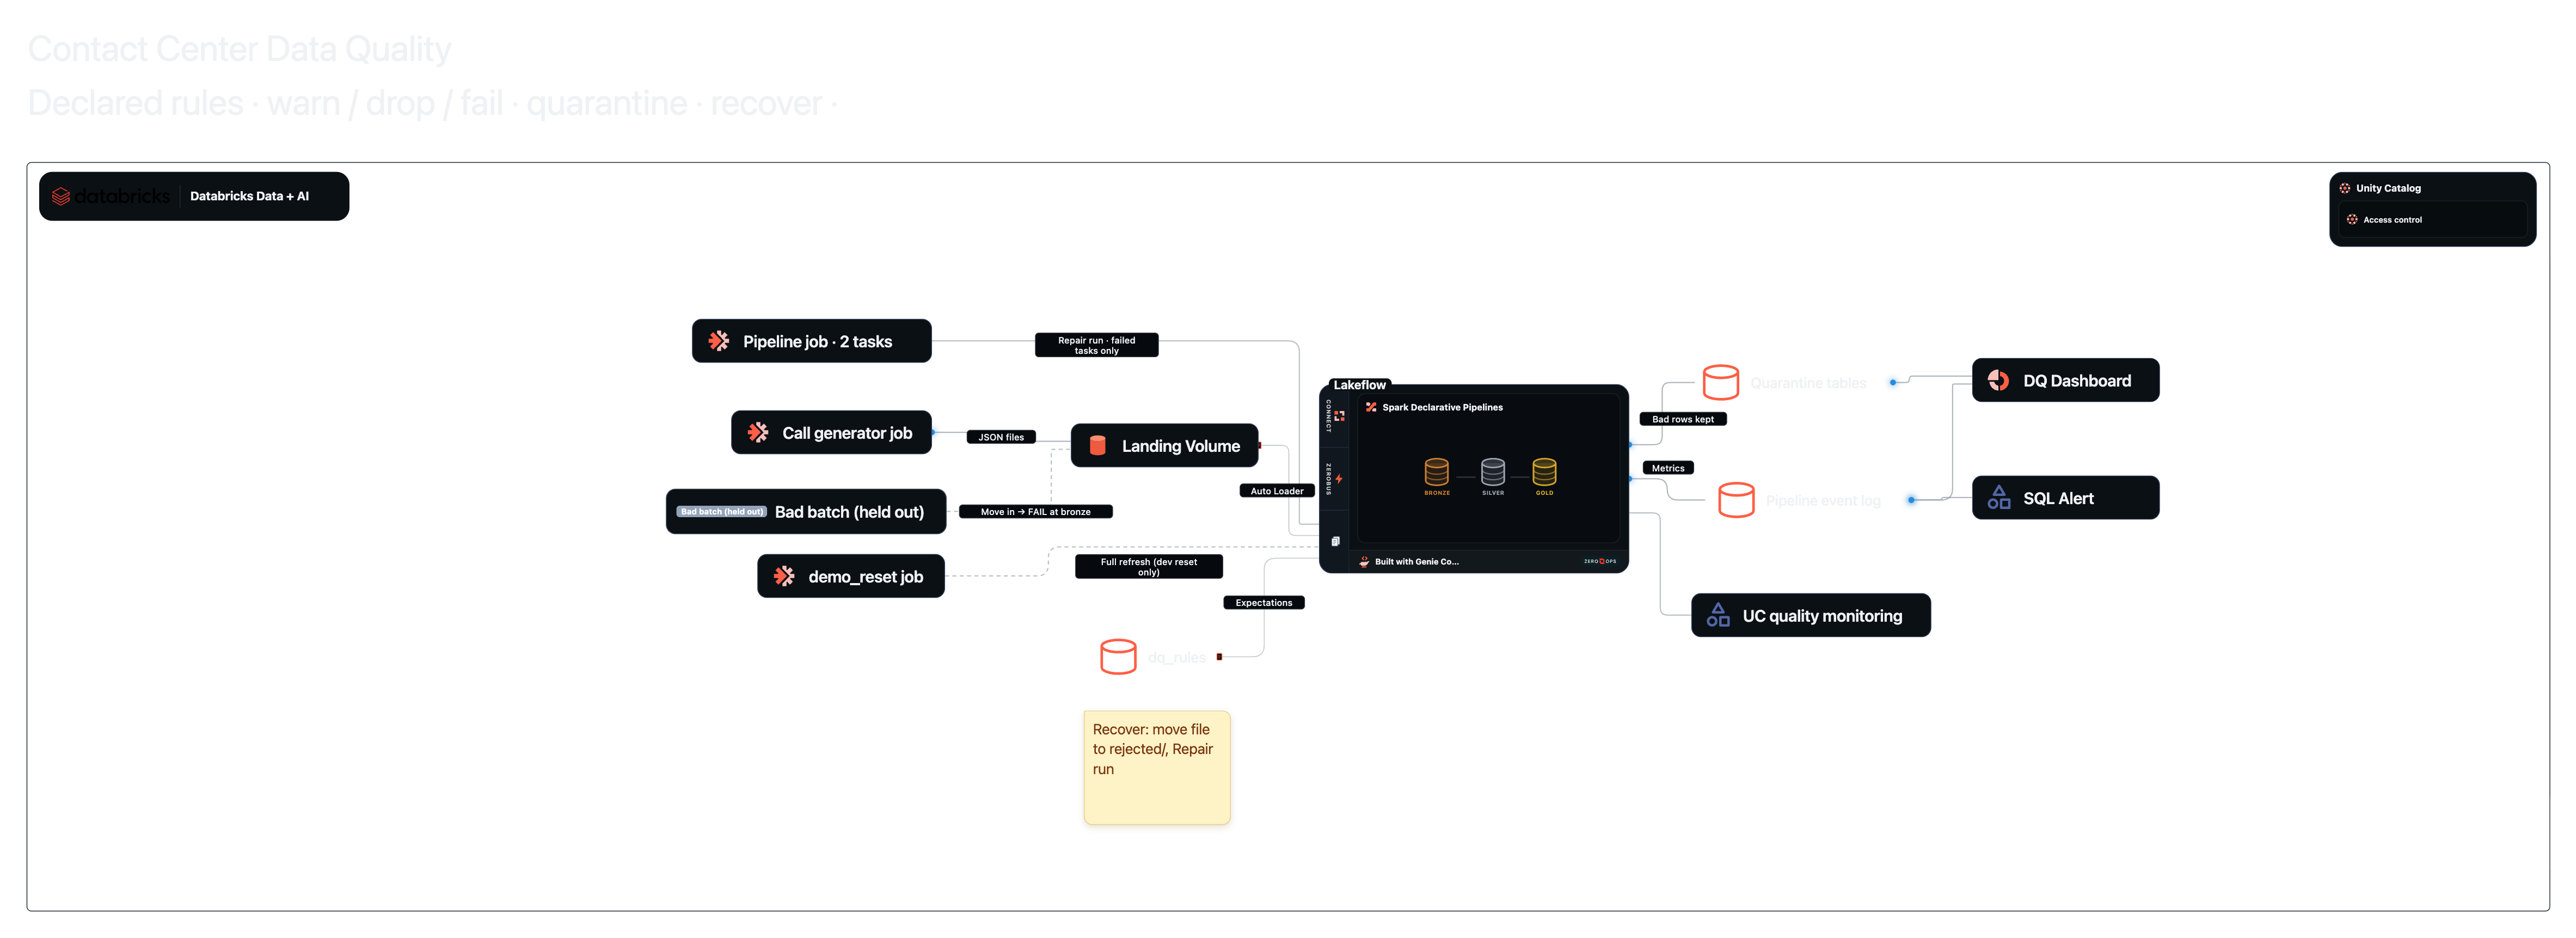 Contact Center Data Quality
Declared rules · warn / drop / fail · quarantine · recover ·
databricks
Databricks Data + AI
Unity Catalog
Access control
Pipeline job · 2 tasks
Repair run · failed
tasks only
Call generator job
JSON files
Landing Volume
Auto Loader
Bad batch (held out)
Bad batch (held out)
Move in → FAIL at bronze
demo_reset job
Full refresh (dev reset
only)
Expectations
dq_rules
Recover: move file
to rejected/, Repair
run
Lakeflow
CONNECT
ZEROBUS
Spark Declarative Pipelines
BRONZE
SILVER
GOLD
Built with Genie Co...
ZERO OPS
Bad rows kept
Quarantine tables
Metrics
Pipeline event log
DQ Dashboard
SQL Alert
UC quality monitoring